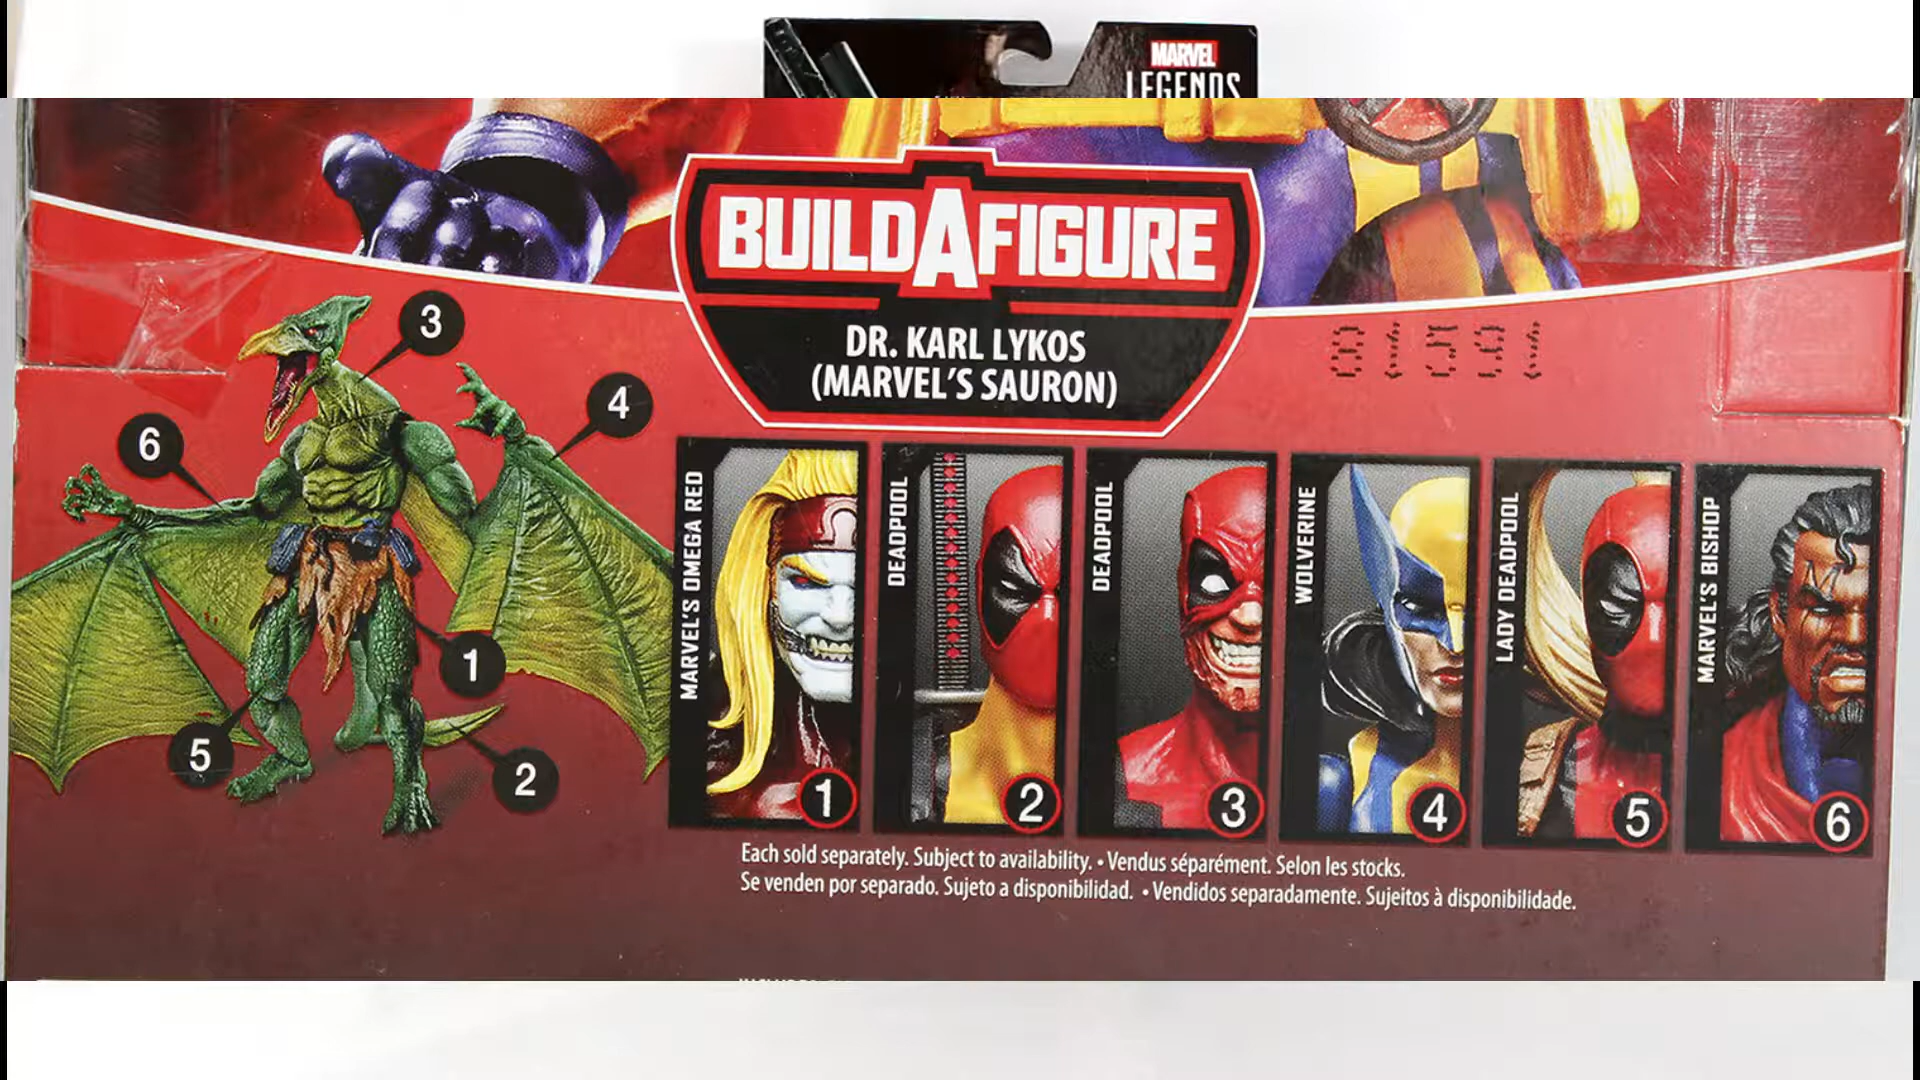 MARVEL
LEGENDS
BUILDAFIGURE
DR. KARL LYKOS
(MARVEL'S SAURON)
81591
3
4
6
1
5
2
MARVEL'S OMEGA RED
1
DEADPOOL
2
DEADPOOL
3
WOLVERINE
4
LADY DEADPOOL
5
MARVEL'S BISHOP
6
Each sold separately. Subject to availability. • Vendus séparément. Selon les stocks.
Se venden por separado. Sujeto a disponibilidad. • Vendidos separadamente. Sujeitos à disponibilidade.